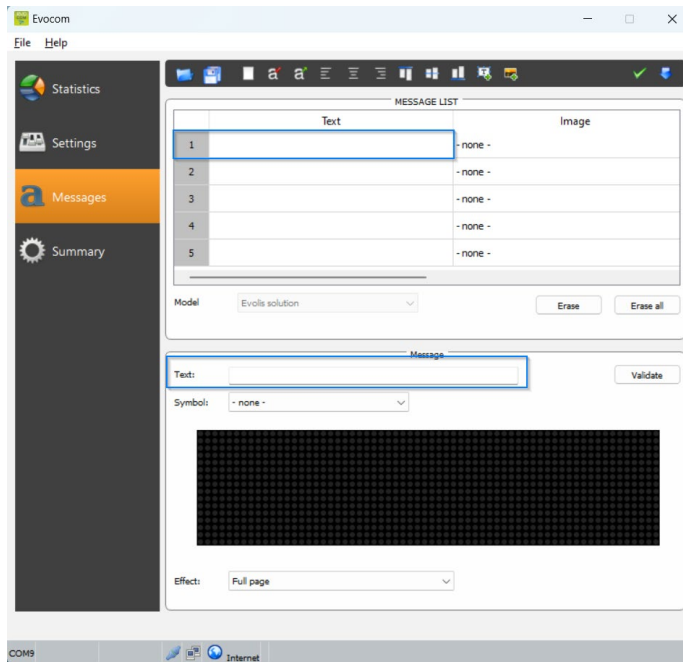 Evocom
File Help
Statistics
Settings
Messages
Summary
MESSAGE LIST
Text Image
1 - none -
2 - none -
3 - none -
4 - none -
5 - none -
Model Evolis solution Erase Erase all
Message
Text: Validate
Symbol: - none -
Effect: Full page
COM9 Internet